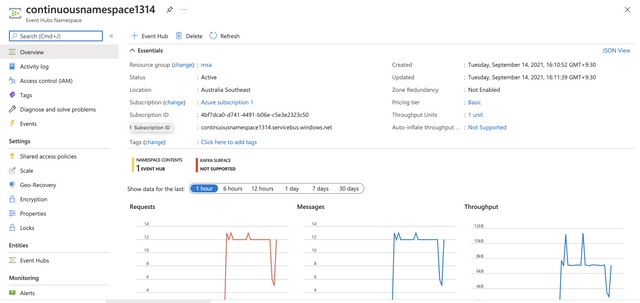 continuousnamespace1314
Event Hubs Namespace
Search (Cmd+/)
Event Hub
Delete
Refresh
Overview
Activity log
Access control (IAM)
Tags
Diagnose and solve problems
Events
Settings
Shared access policies
Scale
Geo-Recovery
Encryption
Properties
Locks
Entities
Event Hubs
Monitoring
Alerts
Essentials
JSON View
Resource group (change) : msa
Status : Active
Location : Australia Southeast
Subscription (change) : Azure subscription 1
Subscription ID : 4bf7dca0-d741-4491-b06e-c5e3e2323c50
Subscription ID
: continuousnamespace1314.servicebus.windows.net
Tags (change) : Click here to add tags
Created : Tuesday, September 14, 2021, 16:10:52 GMT+9:30
Updated : Tuesday, September 14, 2021, 16:11:39 GMT+9:30
Zone Redundancy : Not Enabled
Pricing tier : Basic
Throughput Units : 1 unit
Auto-inflate throughput ... : Not Supported
NAMESPACE CONTENTS
1 EVENT HUB
KAFKA SURFACE
NOT SUPPORTED
Show data for the last:
1 hour
6 hours
12 hours
1 day
7 days
30 days
Requests
14
12
10
8
6
4
Messages
14
12
10
8
6
4
Throughput
12kB
10kB
8kB
6kB
4kB